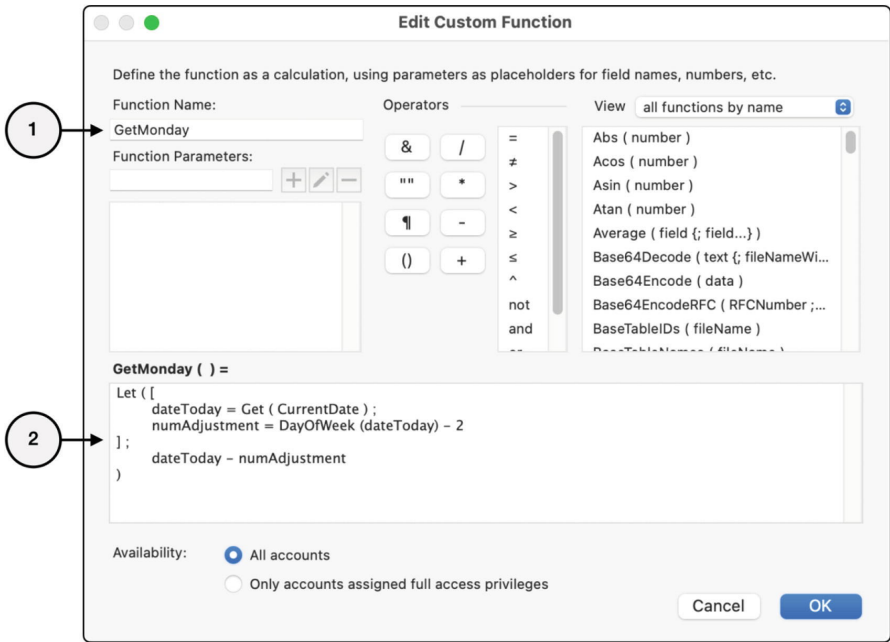 Edit Custom Function
Define the function as a calculation, using parameters as placeholders for field names, numbers, etc.
1
Function Name:
GetMonday
Function Parameters:
Operators
& /
"" *
¶ -
() +
=
≠
>
<
≥
≤
^
not
and
View all functions by name
Abs ( number )
Acos ( number )
Asin ( number )
Atan ( number )
Average ( field {; field...} )
Base64Decode ( text {; fileNameWi...
Base64Encode ( data )
Base64EncodeRFC ( RFCNumber ;...
BaseTableIDs ( fileName )
GetMonday ( ) =
2
Let ( [
dateToday = Get ( CurrentDate ) ;
numAdjustment = DayOfWeek (dateToday) - 2
] ;
dateToday - numAdjustment
)
Availability:
All accounts
Only accounts assigned full access privileges
Cancel
OK